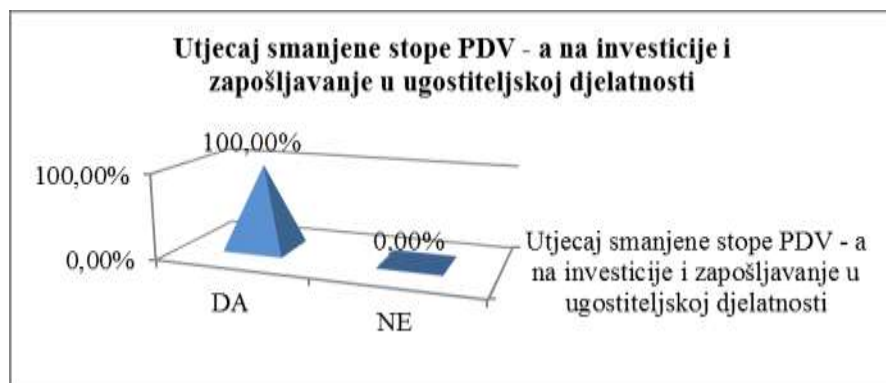 Utjecaj smanjene stope PDV - a na investicije i
zapošljavanje u ugostiteljskoj djelatnosti
100,00%
100,00%
0,00%
0,00%
Utjecaj smanjene stope PDV - a
na investicije i zapošljavanje u
ugostiteljskoj djelatnosti
DA
NE